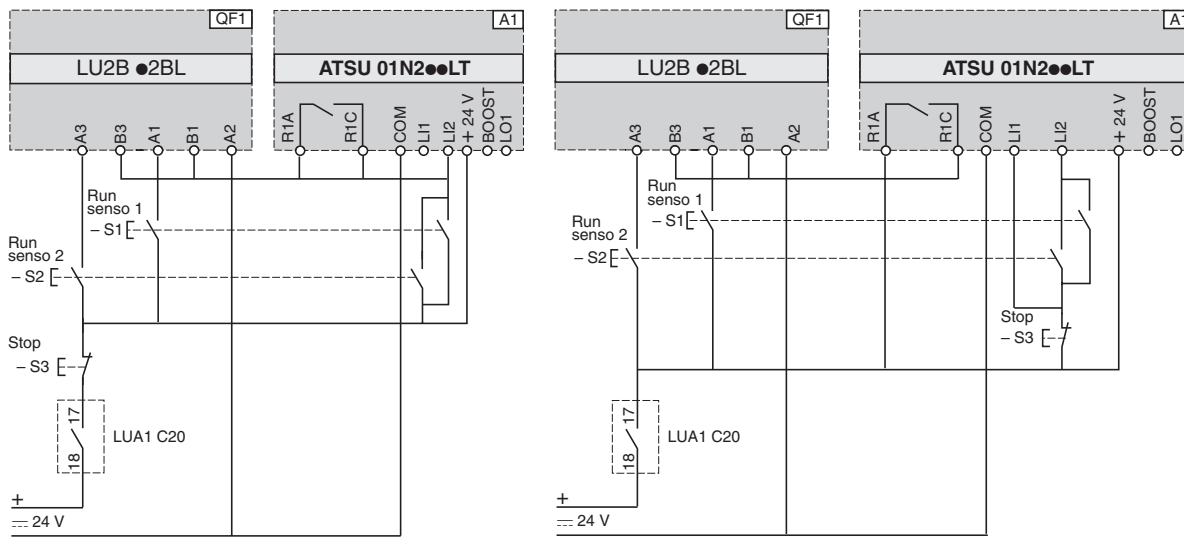 QF1
A1
LU2B ●2BL
ATSU 01N2●●LT
A3
B3
A1
B1
A2
R1A
R1C
COM
LI1
LI2
+ 24 V
BOOST
LO1
Run
senso 1
– S1
Run
senso 2
– S2
Stop
– S3
17
18
LUA1 C20
+
24 V
QF1
A1
LU2B ●2BL
ATSU 01N2●●LT
A3
B3
A1
B1
A2
R1A
R1C
COM
LI1
LI2
+ 24 V
BOOST
LO1
Run
senso 1
– S1
Run
senso 2
– S2
Stop
– S3
17
18
LUA1 C20
+
24 V